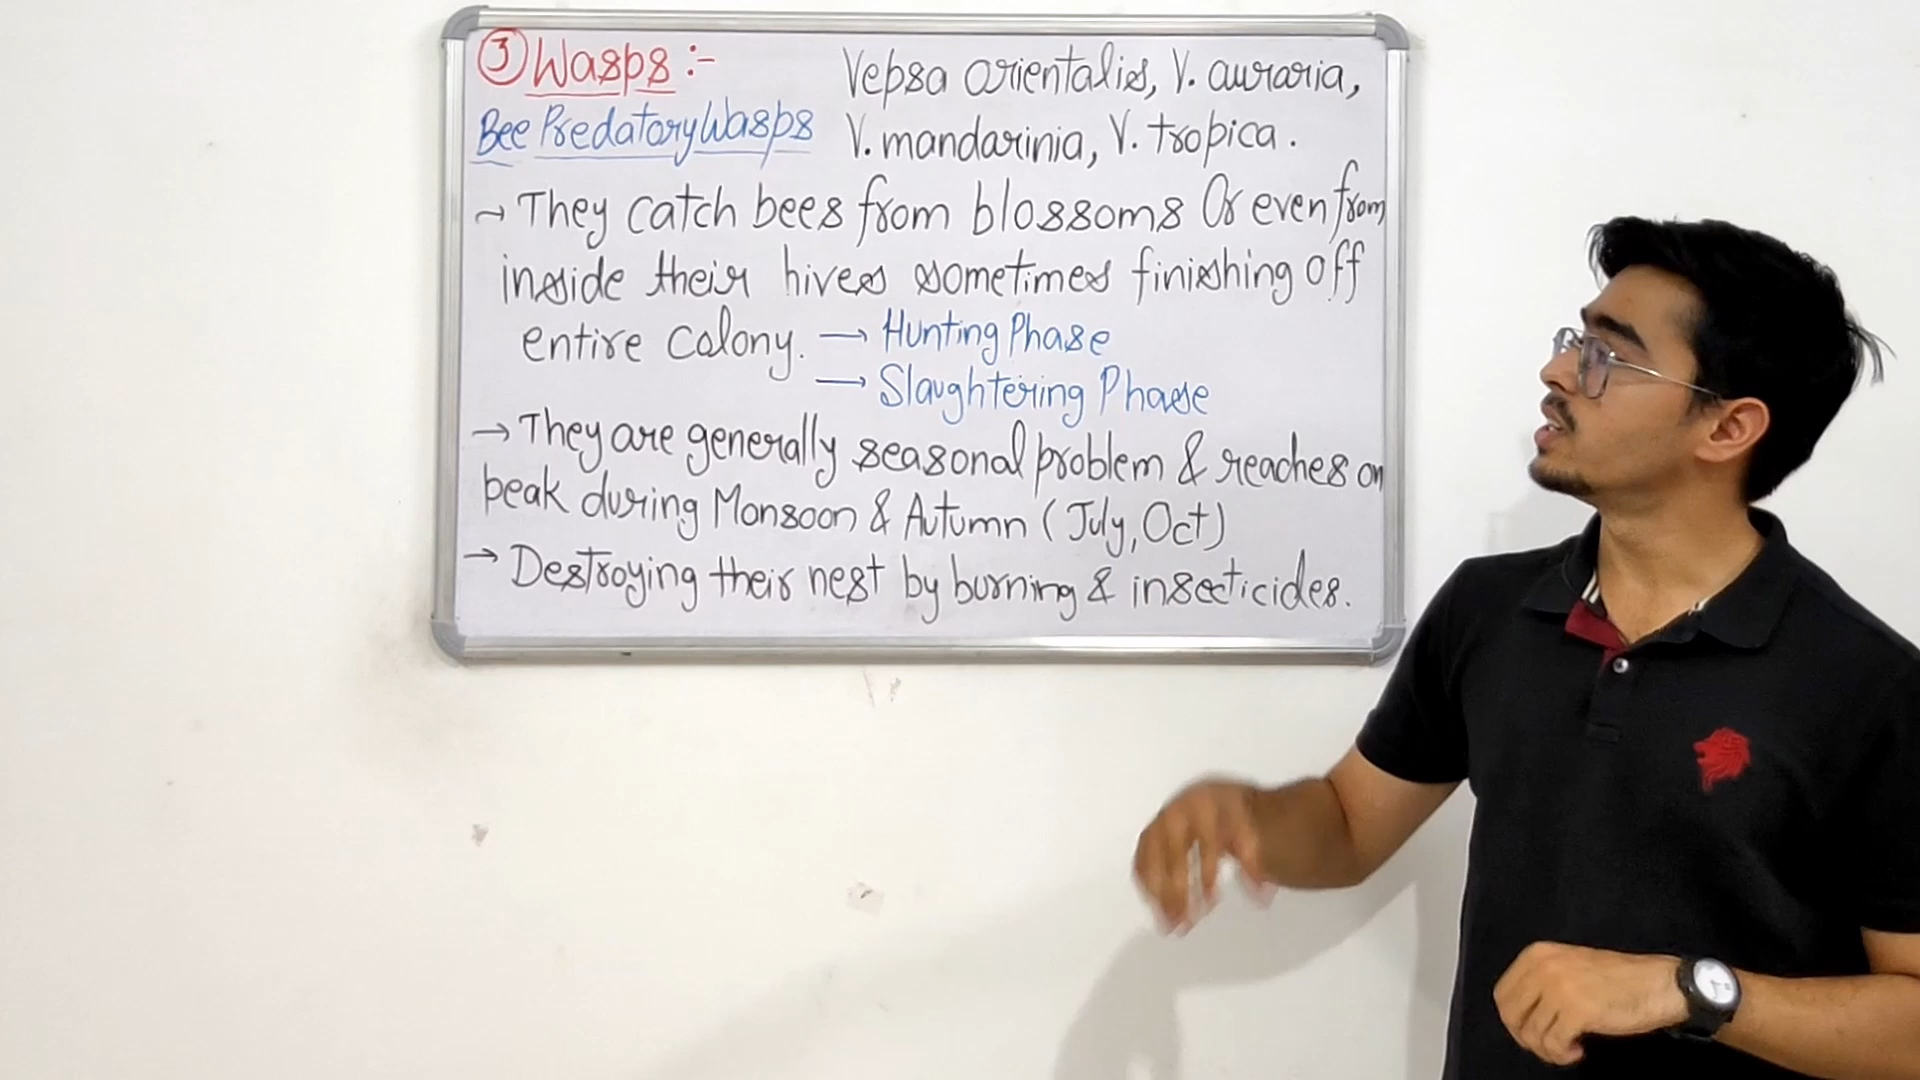 ③ Wasps :-
Bee Predatory Wasps
Vepsa orientalis, V. auraria,
V. mandarinia, V. tropica.
→ They catch bees from blossoms Or even from
inside their hives sometimes finishing off
entire colony. → Hunting Phase
→ Slaughtering Phase
→ They are generally seasonal problem & reaches on
peak during Monsoon & Autumn (July, Oct)
→ Destroying their nest by burning & insecticides.